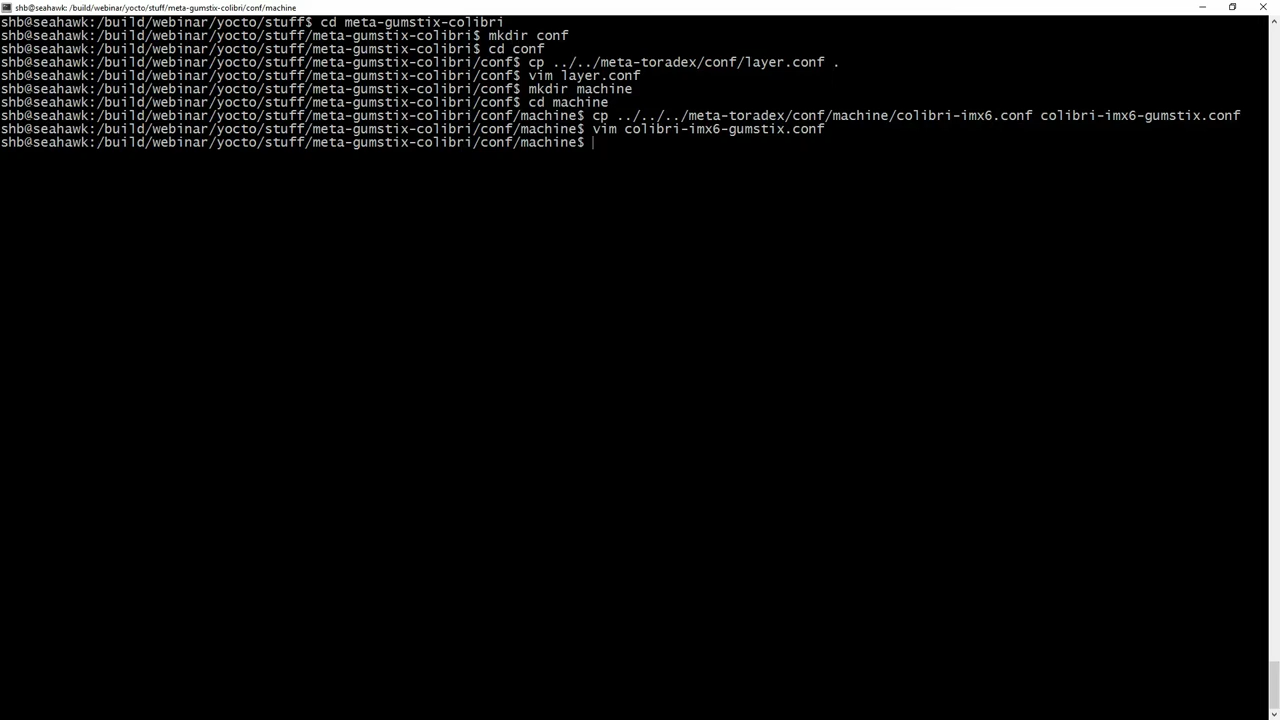 shb@seahawk: /build/webinar/yocto/stuff/meta-gumstix-colibri/conf/machine
shb@seahawk:/build/webinar/yocto/stuff$ cd meta-gumstix-colibri
shb@seahawk:/build/webinar/yocto/stuff/meta-gumstix-colibri$ mkdir conf
shb@seahawk:/build/webinar/yocto/stuff/meta-gumstix-colibri$ cd conf
shb@seahawk:/build/webinar/yocto/stuff/meta-gumstix-colibri/conf$ cp ../../meta-toradex/conf/layer.conf .
shb@seahawk:/build/webinar/yocto/stuff/meta-gumstix-colibri/conf$ vim layer.conf
shb@seahawk:/build/webinar/yocto/stuff/meta-gumstix-colibri/conf$ mkdir machine
shb@seahawk:/build/webinar/yocto/stuff/meta-gumstix-colibri/conf$ cd machine
shb@seahawk:/build/webinar/yocto/stuff/meta-gumstix-colibri/conf/machine$ cp ../../../meta-toradex/conf/machine/colibri-imx6.conf colibri-imx6-gumstix.conf
shb@seahawk:/build/webinar/yocto/stuff/meta-gumstix-colibri/conf/machine$ vim colibri-imx6-gumstix.conf
shb@seahawk:/build/webinar/yocto/stuff/meta-gumstix-colibri/conf/machine$